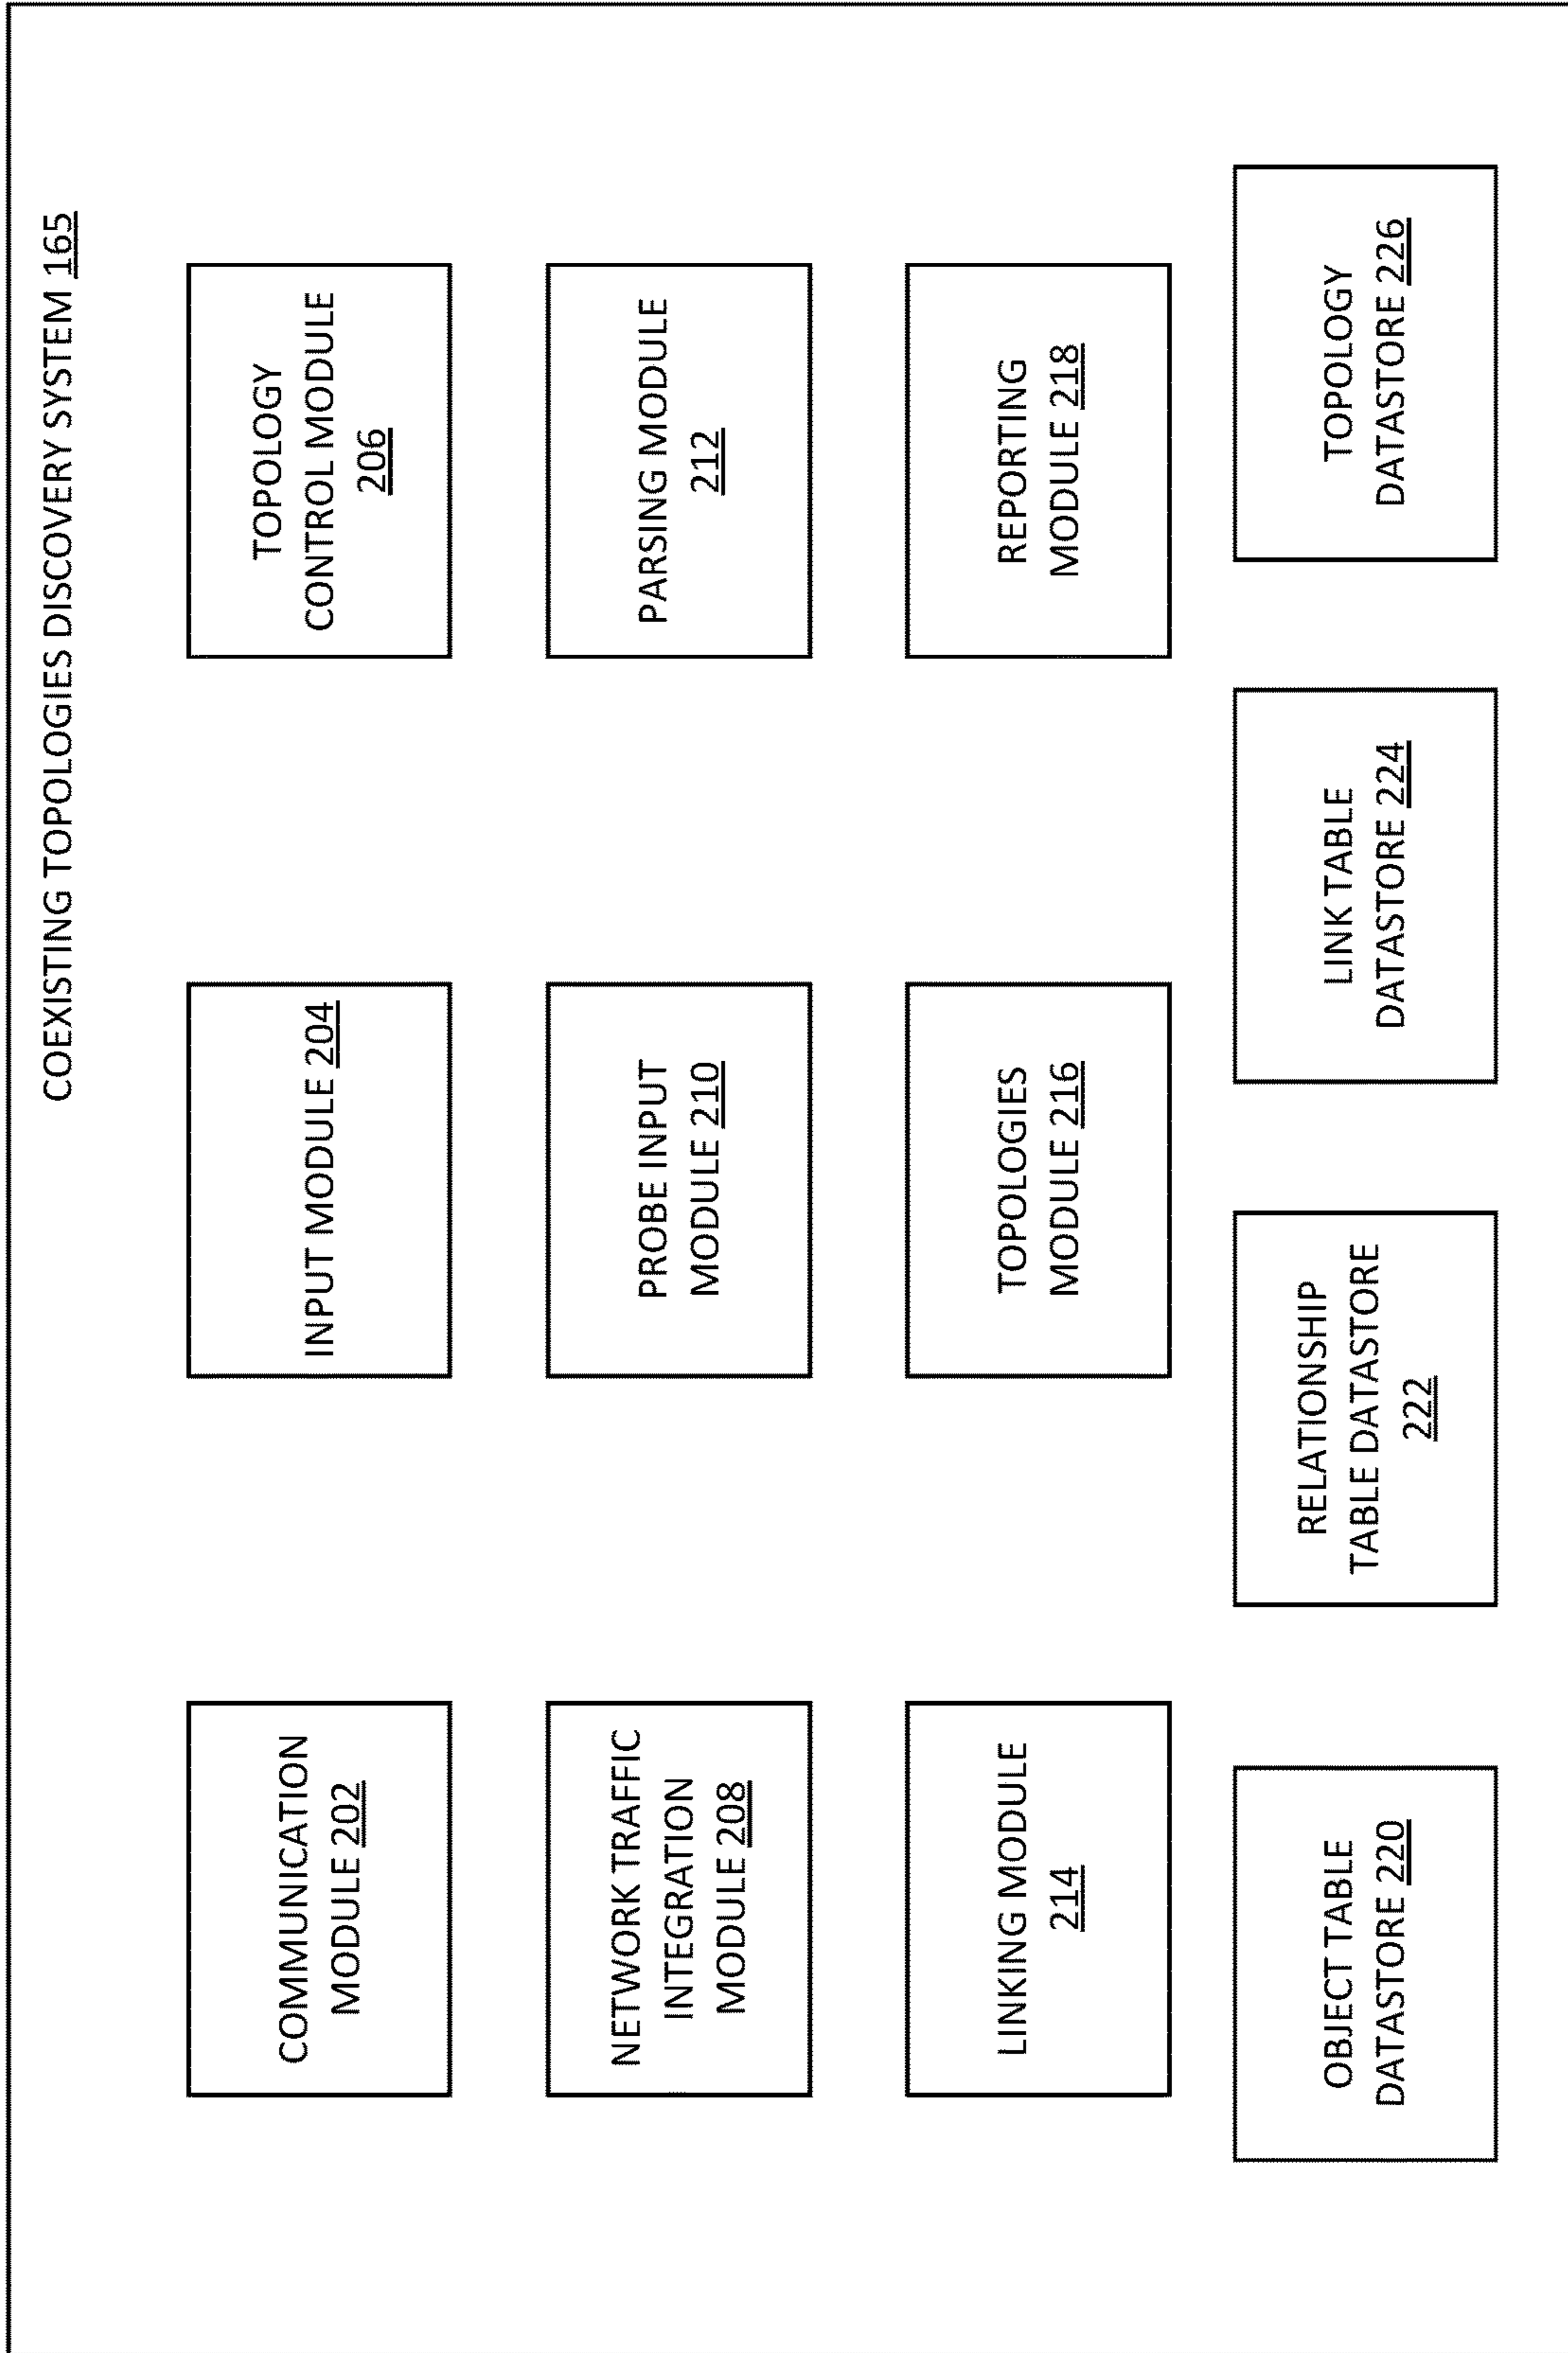 COEXISTING TOPOLOGIES DISCOVERY SYSTEM 165
COMMUNICATION
MODULE 202
INPUT MODULE 204
TOPOLOGY
CONTROL MODULE
206
NETWORK TRAFFIC
INTEGRATION
MODULE 208
PROBE INPUT
MODULE 210
PARSING MODULE
212
LINKING MODULE
214
TOPOLOGIES
MODULE 216
REPORTING
MODULE 218
OBJECT TABLE
DATASTORE 220
RELATIONSHIP
TABLE DATASTORE
222
LINK TABLE
DATASTORE 224
TOPOLOGY
DATASTORE 226